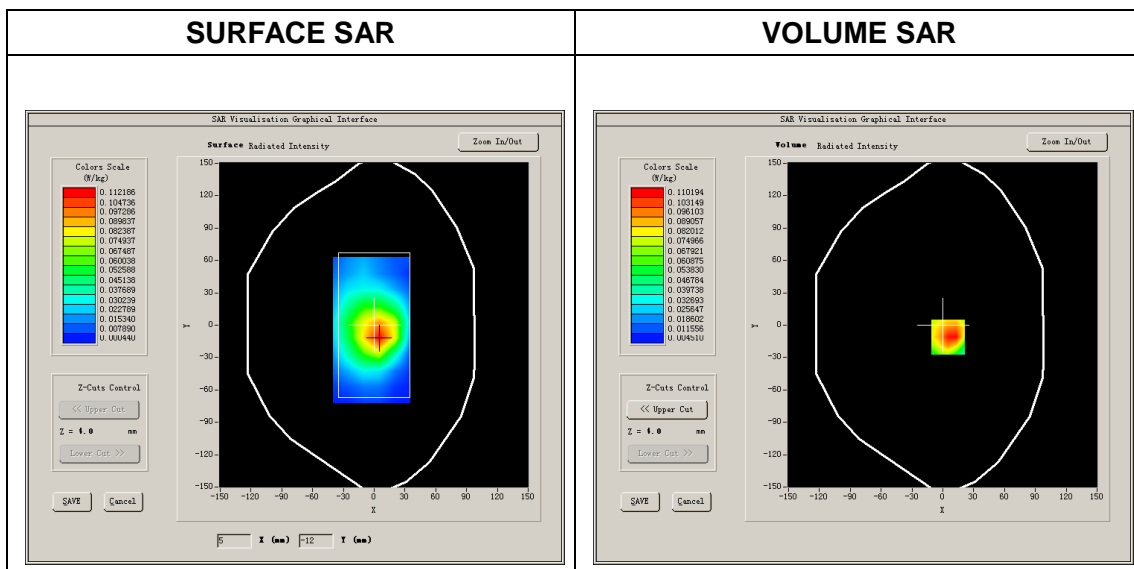 SURFACE SAR
VOLUME SAR
SAR Visualisation Graphical Interface
Surface Radiated Intensity
Zoom In/Out
Colors Scale
(W/kg)
0.112186
0.104736
0.097286
0.089837
0.082387
0.074937
0.067487
0.060038
0.052588
0.045138
0.037689
0.030239
0.022789
0.015340
0.007890
0.000440
150
120
90
60
30
0
-30
-60
-90
-120
-150
Y
-150 -120 -90 -60 -30 0 30 60 90 120 150
X
Z-Cuts Control
<< Upper Cut
Z = 4.0 mm
Lower Cut >>
SAVE Cancel
5 X (mm) -12 Y (mm)
SAR Visualisation Graphical Interface
Volume Radiated Intensity
Zoom In/Out
Colors Scale
(W/kg)
0.110194
0.103149
0.096103
0.089057
0.082012
0.074966
0.067921
0.060875
0.053830
0.046784
0.039738
0.032693
0.025647
0.018602
0.011556
0.004510
150
120
90
60
30
0
-30
-60
-90
-120
-150
Y
-150 -120 -90 -60 -30 0 30 60 90 120 150
X
Z-Cuts Control
<< Upper Cut
Z = 4.0 mm
Lower Cut >>
SAVE Cancel